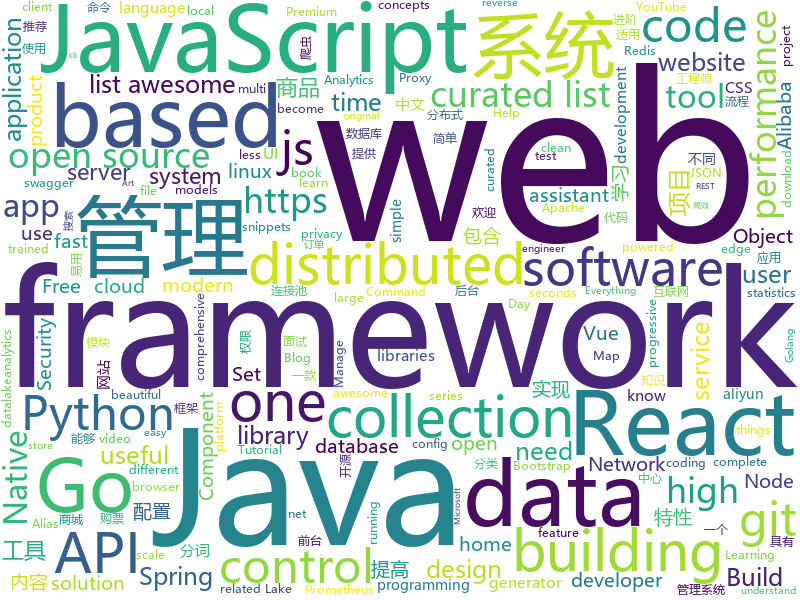 client 命令 local Premium reverse concepts YouTube 进阶 适用
推荐 language
使用 cli
JavaScript 系统 code Redis 工程师 project
爬虫 Analytics Proxy 中文 分布式 website css 流程
list awesome 商品 multi
application product based js time curated list tool development Alibaba
become original Help 数据库 提供 简单 clean test
open source less UI book learn performance
server system linux https 不同 JSON REST 高效
swagger Art file models 学习 项目 download
app 管理 snippets privacy simple curated assistant Apache 代码
use trained 搜索 订单 web 欢迎 包含 engineer powered Object
fast modern distributed software edge user
易用 Free cloud 连接池 large Command 后台 seconds Everything 互联网 应用 statistics
framework
datalakeanalytics 模块 Security 网站 comprehensive 权限 面试 Blog 一款 Manage libraries Day Map Vue 知识 progressive service Golang
beautiful Set awesome series 实现 know aliyun
Python 框架 one collection React
Native 能够 video library database config Tutorial platform open need Network coding complete
useful different easy things
store browser Component 开源 Bootstrap 分类 中心 Node
Go Java data high
Alias 商城 购票 配置 net running Microsoft feature 特性 一个 git 具有
API 前台 control building
工具 scale 分词 提高 home developer Build Learning
内容 solution Spring related Lake Prometheus programming design generator 管理系统 understand